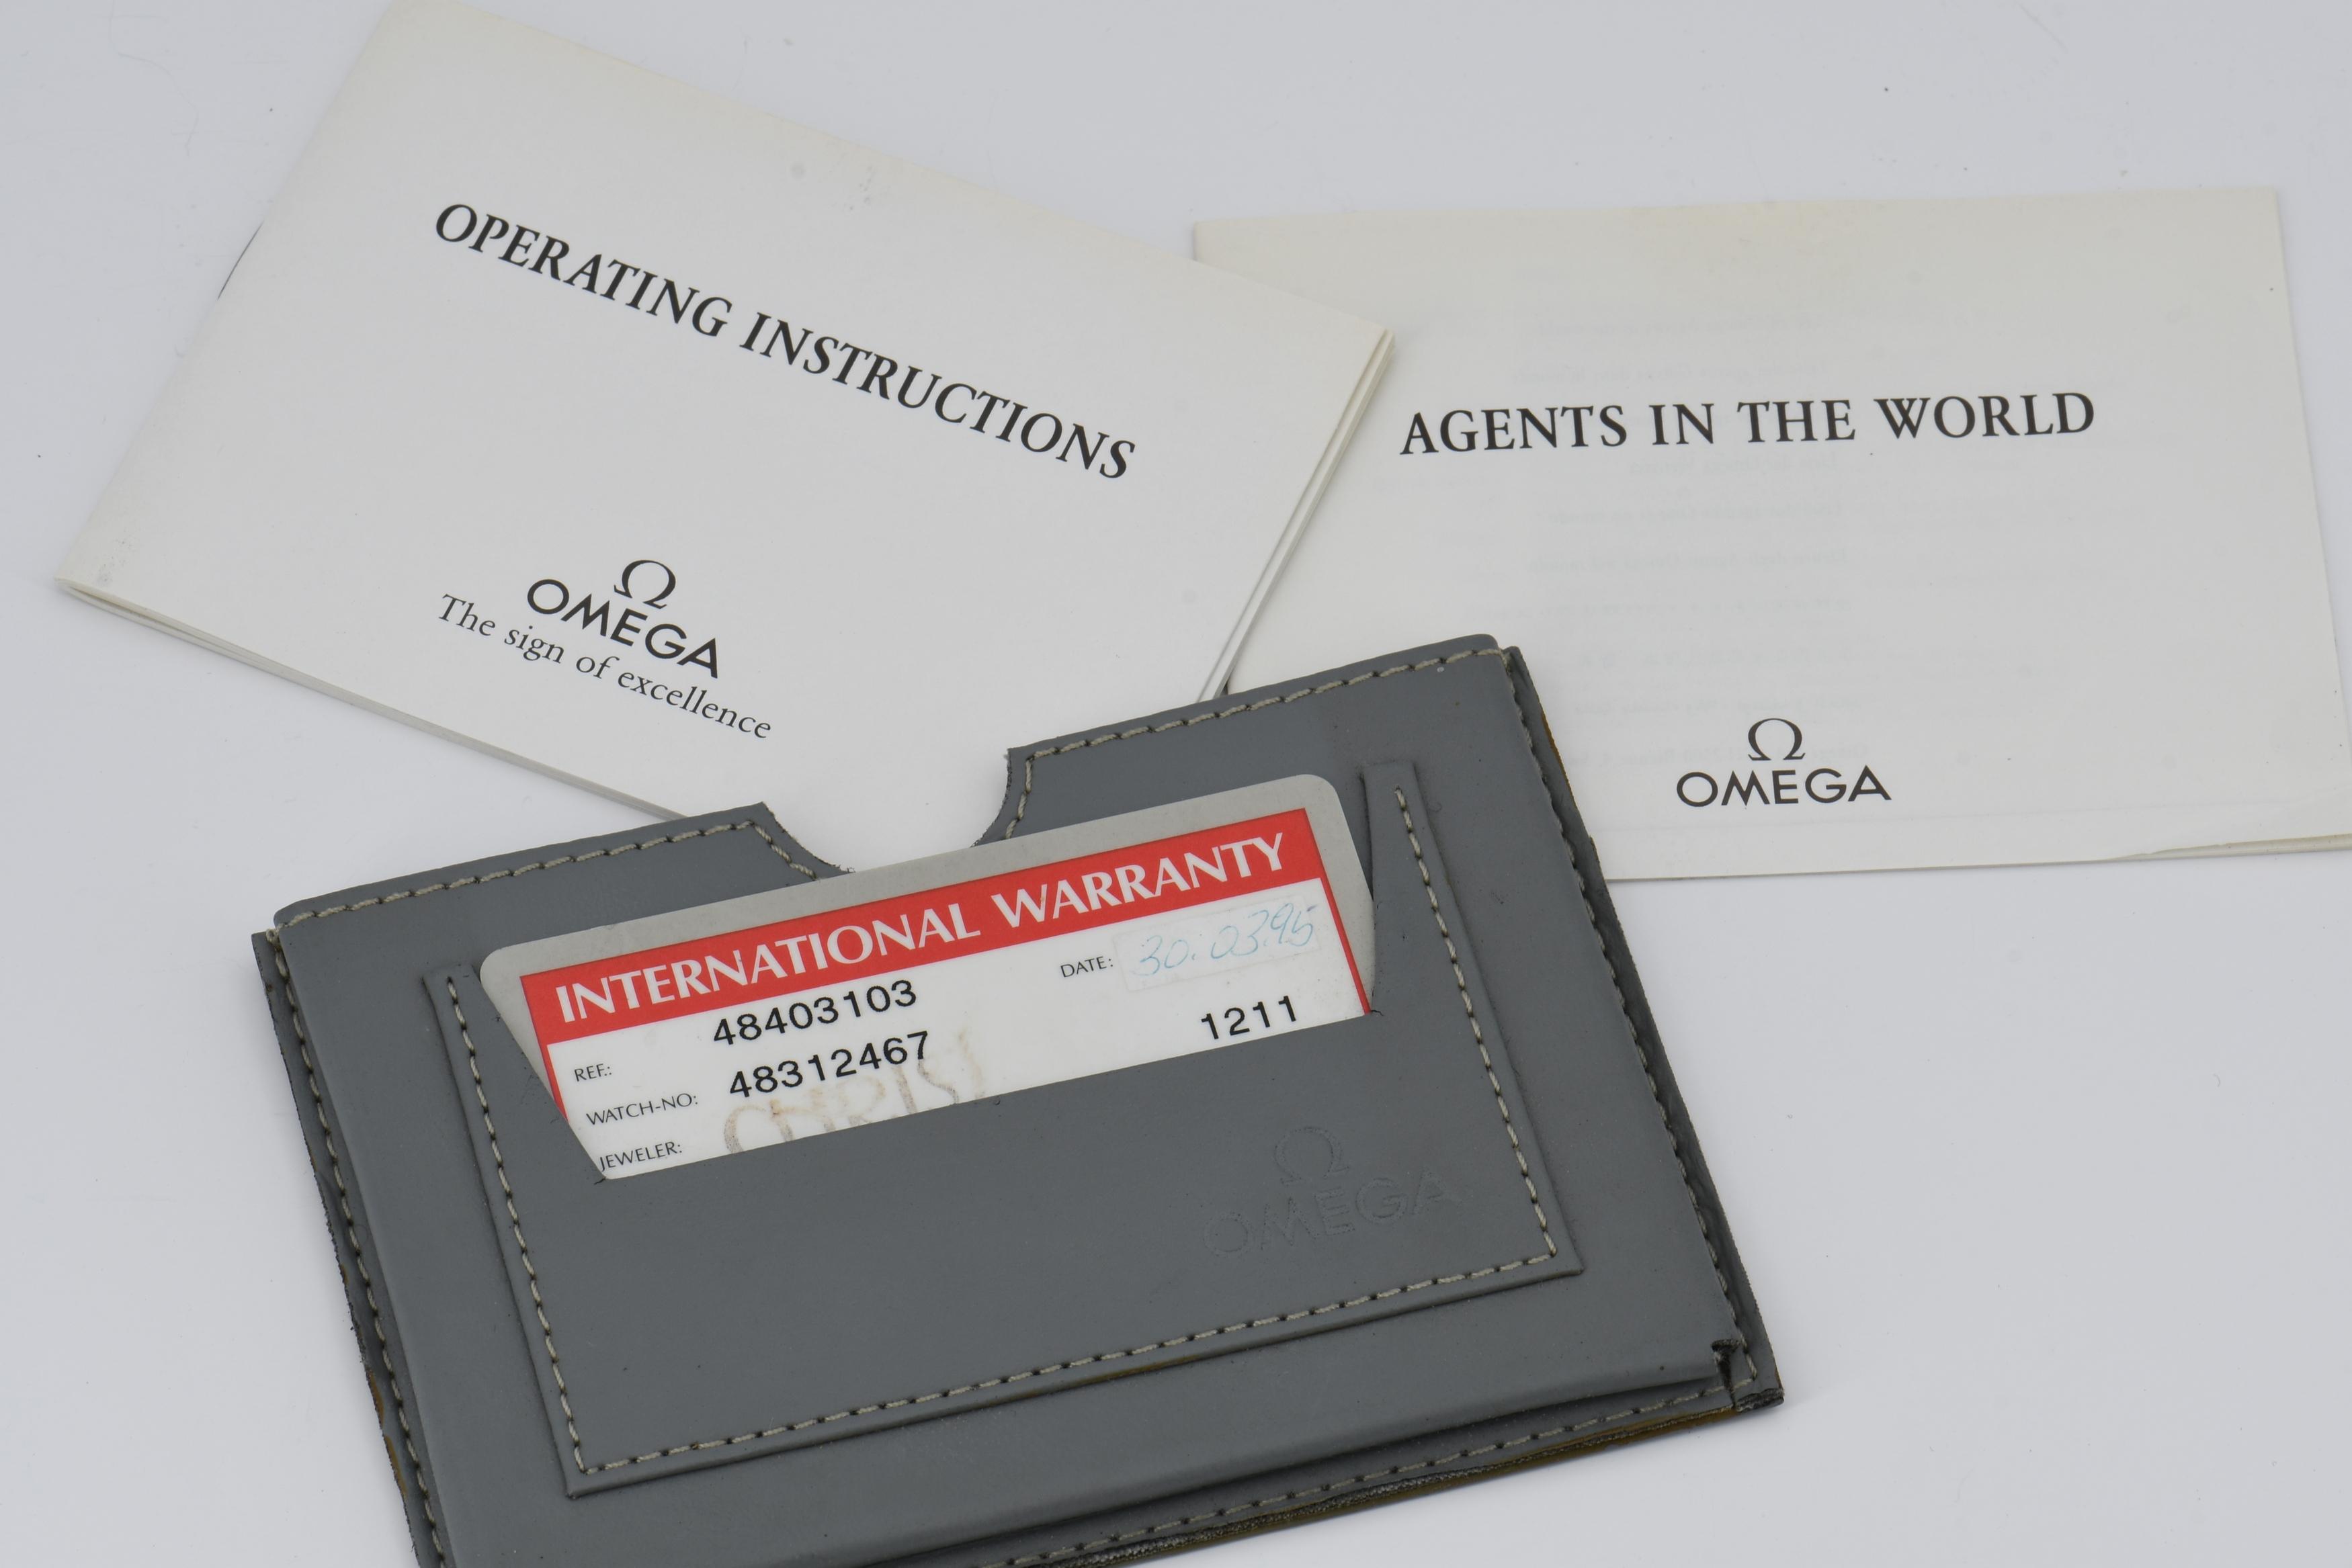 OPERATING INSTRUCTIONS
Ω
OMEGA
The sign of excellence
AGENTS IN THE WORLD
Ω
OMEGA
INTERNATIONAL WARRANTY
REF.: 48403103 DATE: 30.03.95
WATCH-NO: 48312467 1211
JEWELER: CHRIST
Ω
OMEGA